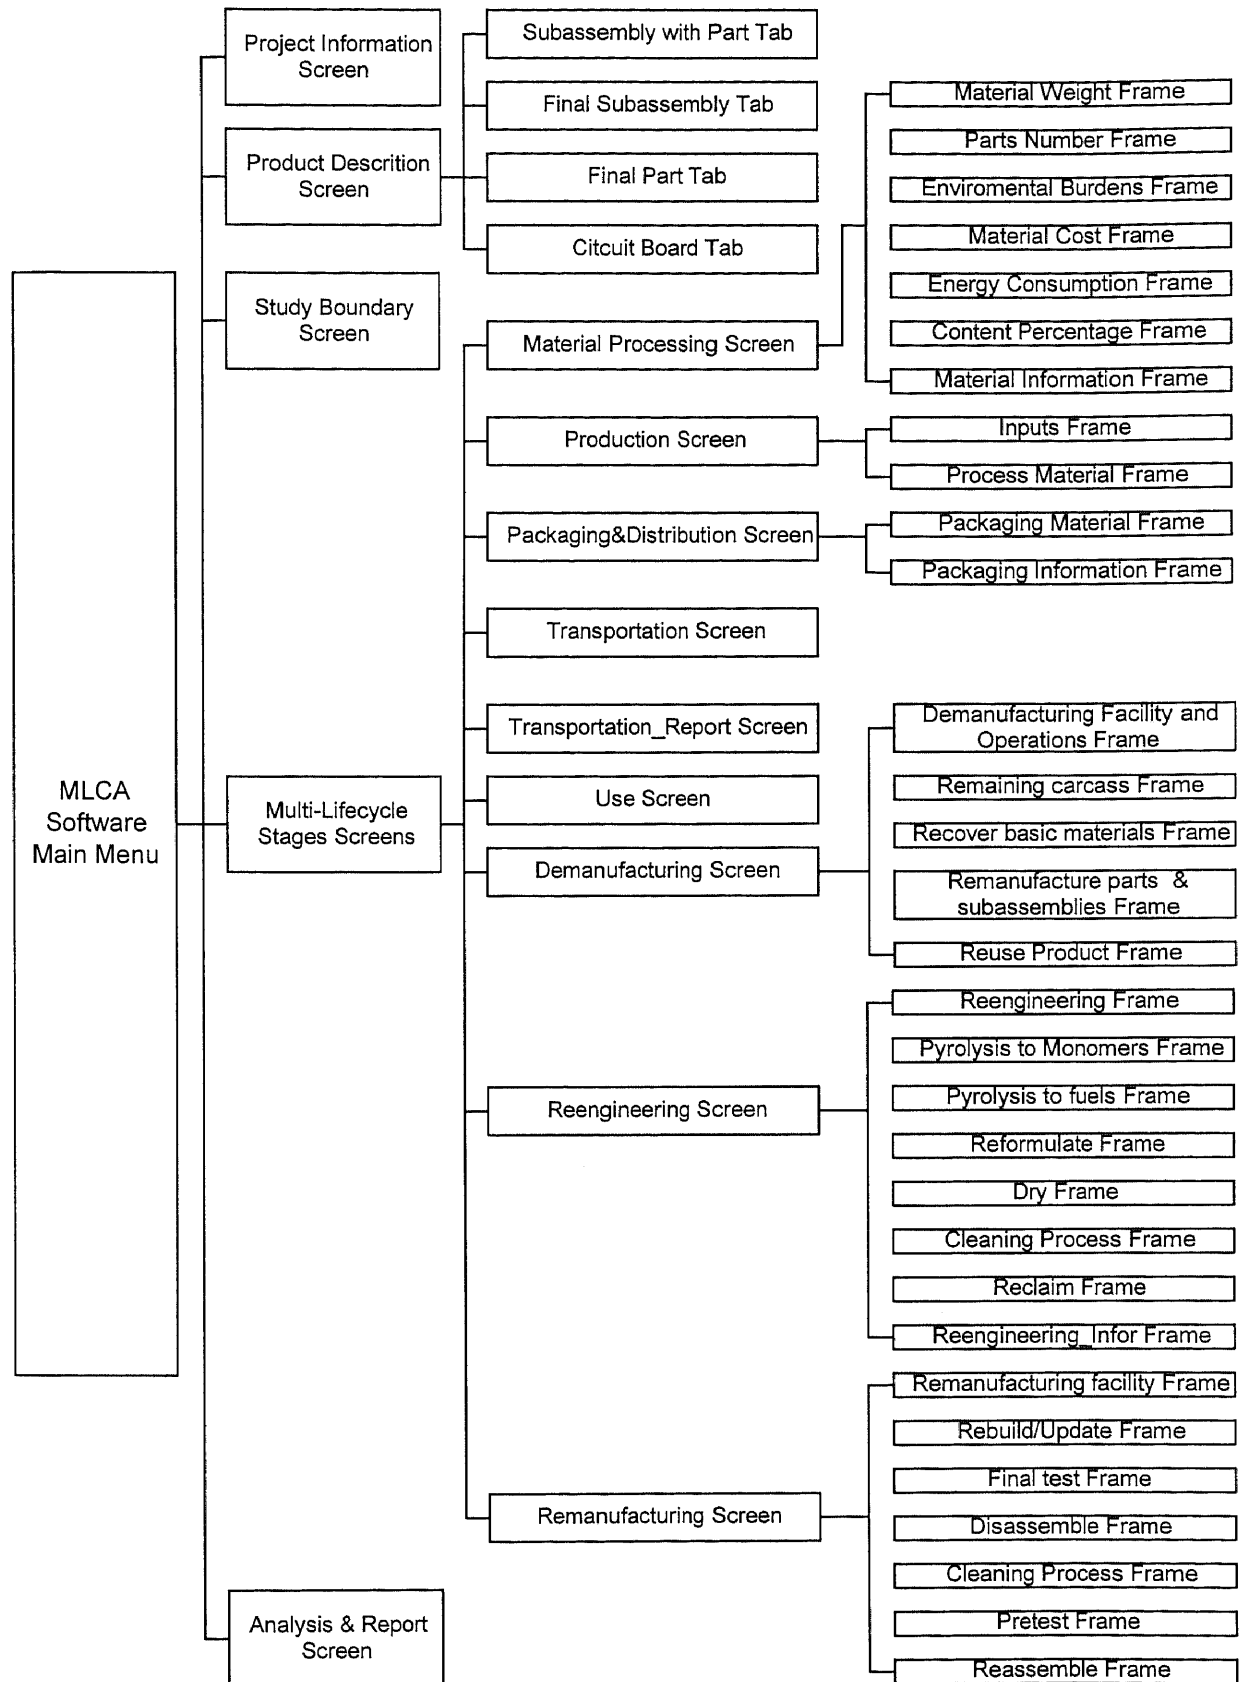 MLCA
Software
Main Menu
Project Information
Screen
Product Descrition
Screen
Study Boundary
Screen
Multi-Lifecycle
Stages Screens
Analysis & Report
Screen
Subassembly with Part Tab
Final Subassembly Tab
Final Part Tab
Citcuit Board Tab
Material Processing Screen
Production Screen
Packaging&Distribution Screen
Transportation Screen
Transportation_Report Screen
Use Screen
Demanufacturing Screen
Reengineering Screen
Remanufacturing Screen
Material Weight Frame
Parts Number Frame
Enviromental Burdens Frame
Material Cost Frame
Energy Consumption Frame
Content Percentage Frame
Material Information Frame
Inputs Frame
Process Material Frame
Packaging Material Frame
Packaging Information Frame
Demanufacturing Facility and
Operations Frame
Remaining carcass Frame
Recover basic materials Frame
Remanufacture parts &
subassemblies Frame
Reuse Product Frame
Reengineering Frame
Pyrolysis to Monomers Frame
Pyrolysis to fuels Frame
Reformulate Frame
Dry Frame
Cleaning Process Frame
Reclaim Frame
Reengineering_Infor Frame
Remanufacturing facility Frame
Rebuild/Update Frame
Final test Frame
Disassemble Frame
Cleaning Process Frame
Pretest Frame
Reassemble Frame